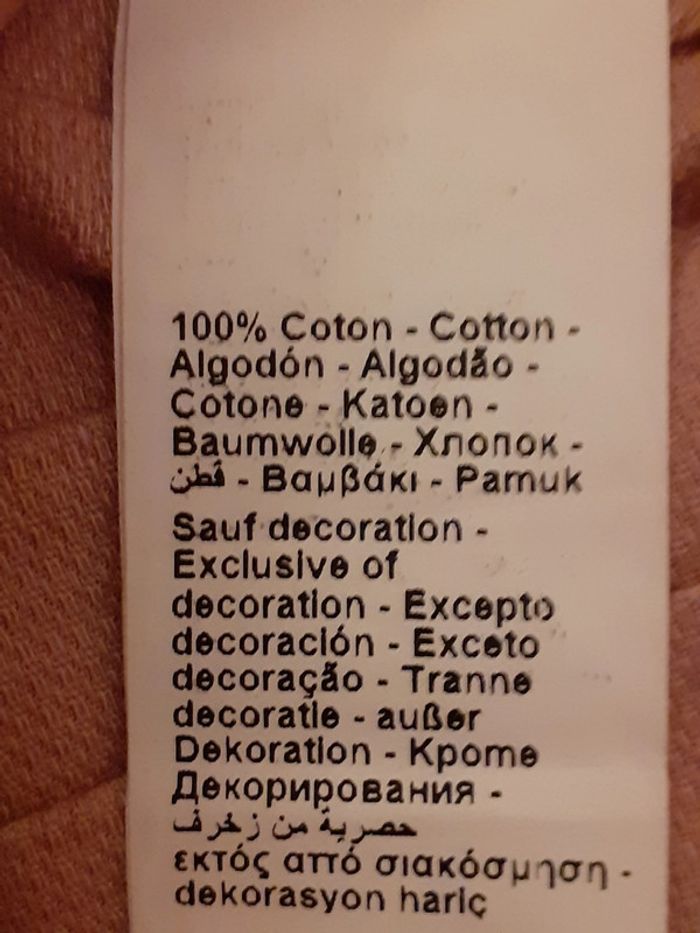 100% Coton - Cotton -
Algodón - Algodão -
Cotone - Katoen -
Baumwolle - Хлопок -
قطن - Βαμβάκι - Pamuk
Sauf decoration -
Exclusive of
decoration - Excepto
decoración - Exceto
decoração - Tranne
decoratie - außer
Dekoration - Кроме
Декорирования -
حصرية من زخرف
εκτός αττό σιακόσμηση -
dekorasyon hariç